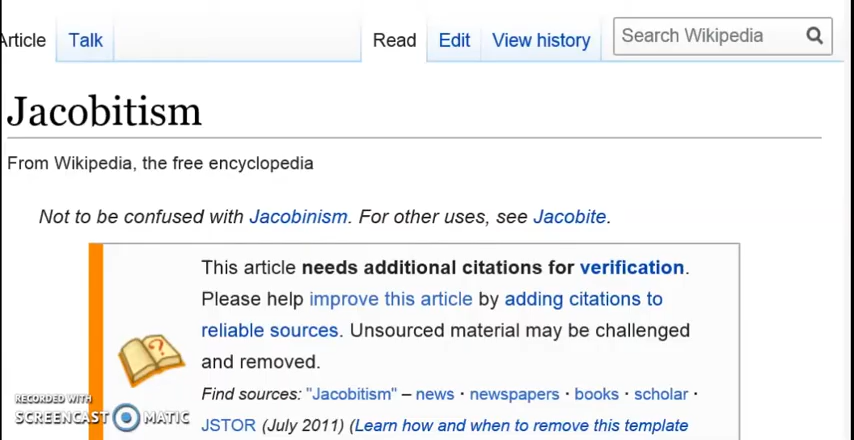 Article Talk Read Edit View history Search Wikipedia
Jacobitism
From Wikipedia, the free encyclopedia
Not to be confused with Jacobinism. For other uses, see Jacobite.
This article needs additional citations for verification.
Please help improve this article by adding citations to
reliable sources. Unsourced material may be challenged
and removed.
Find sources: "Jacobitism" – news · newspapers · books · scholar ·
JSTOR (July 2011) (Learn how and when to remove this template
RECORDED WITH
SCREENCAST MATIC